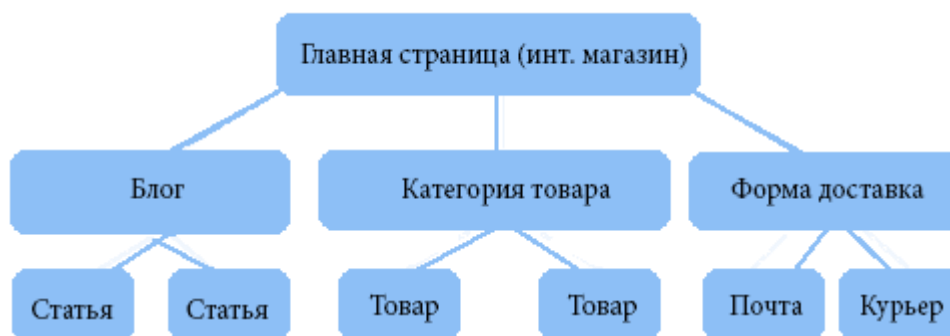 Главная страница (инт. магазин)
Блог
Категория товара
Форма доставка
Статья
Статья
Товар
Товар
Почта
Курьер